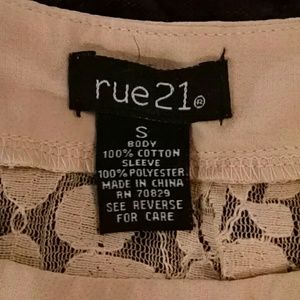 rue21®
S
BODY
100% COTTON
SLEEVE
100% POLYESTER
MADE IN CHINA
RN 70829
SEE REVERSE
FOR CARE